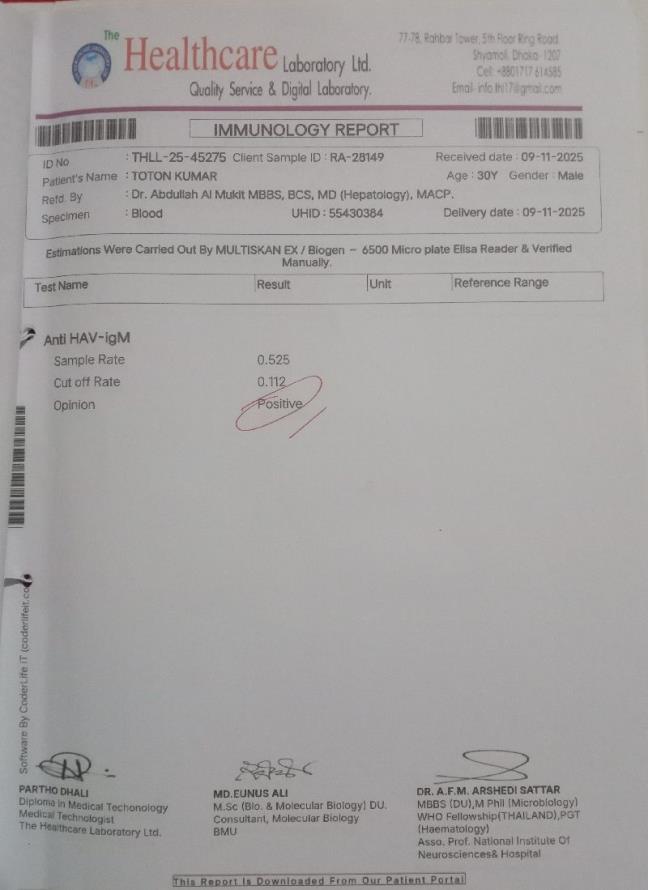 The Healthcare Laboratory Ltd.
Quality Service & Digital Laboratory.
77-78, Rahbar Tower, 5th Floor Ring Road
Shyamoli, Dhaka-1207
Cell: +8801717 614585
Email- info.thl17@gmail.com
IMMUNOLOGY REPORT
ID No : THLL-25-45275 Client Sample ID : RA-28149 Received date : 09-11-2025
Patient's Name : TOTON KUMAR Age : 30Y Gender : Male
Refd. By : Dr. Abdullah Al Mukit MBBS, BCS, MD (Hepatology), MACP.
Specimen : Blood UHID : 55430384 Delivery date : 09-11-2025
Estimations Were Carried Out By MULTISKAN EX / Biogen – 6500 Micro plate Elisa Reader & Verified
Manually.
Test Name Result Unit Reference Range
Anti HAV-igM
Sample Rate 0.525
Cut off Rate 0.112
Opinion Positive
Software By CoderLife IT (coderlifeit.co
PARTHO DHALI
Diploma in Medical Techonology
Medical Technologist
The Healthcare Laboratory Ltd.
MD.EUNUS ALI
M.Sc (Bio. & Molecular Biology) DU.
Consultant, Molecular Biology
BMU
DR. A.F.M. ARSHEDI SATTAR
MBBS (DU),M Phil (Microbiology)
WHO Fellowship(THAILAND),PGT
(Haematology)
Asso. Prof. National Institute Of
Neurosciences& Hospital
This Report Is Downloaded From Our Patient Portal